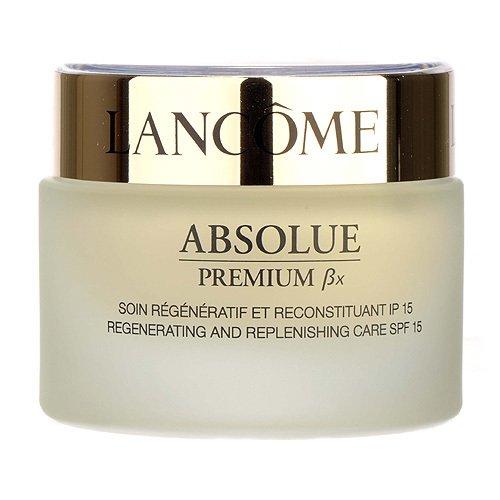 LANCÔME
ABSOLUE
PREMIUM βx
SOIN RÉGÉNÉRATIF ET RECONSTITUANT IP 15
REGENERATING AND REPLENISHING CARE SPF 15